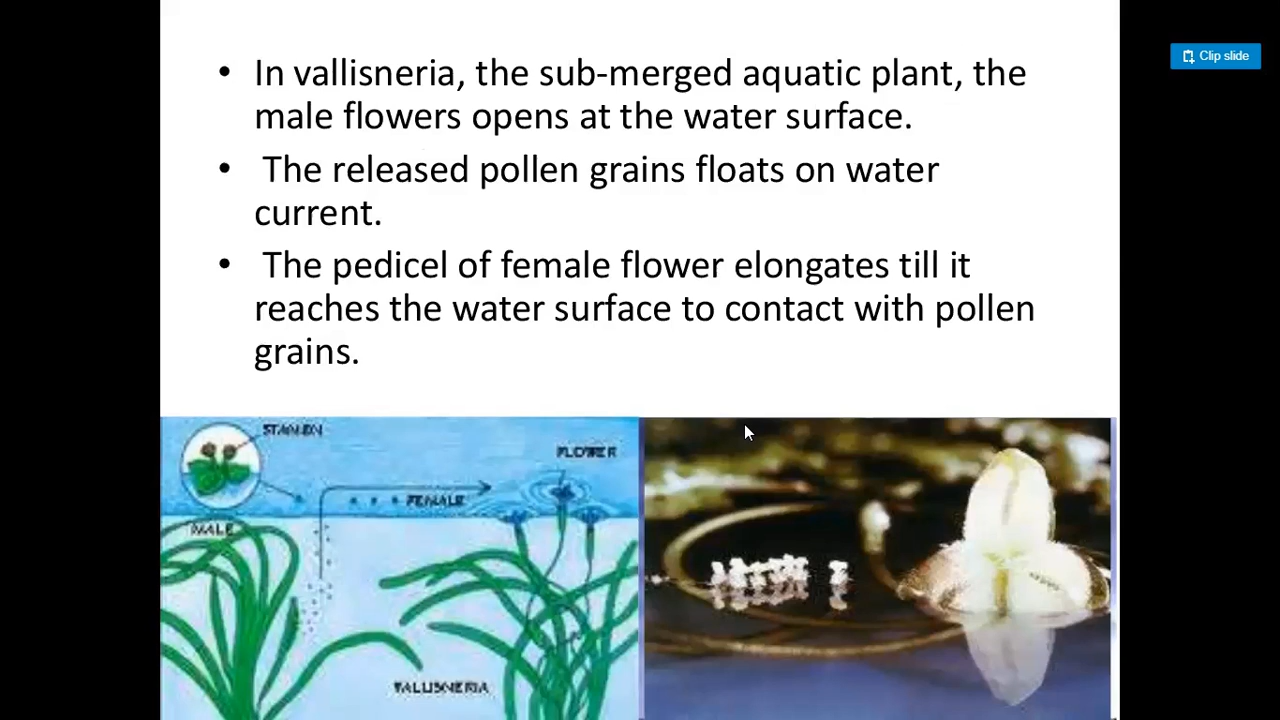 Clip slide
• In vallisneria, the sub-merged aquatic plant, the
male flowers opens at the water surface.
• The released pollen grains floats on water
current.
• The pedicel of female flower elongates till it
reaches the water surface to contact with pollen
grains.
STAMEN
FLOWER
FEMALE
MALE
VALLISNERIA